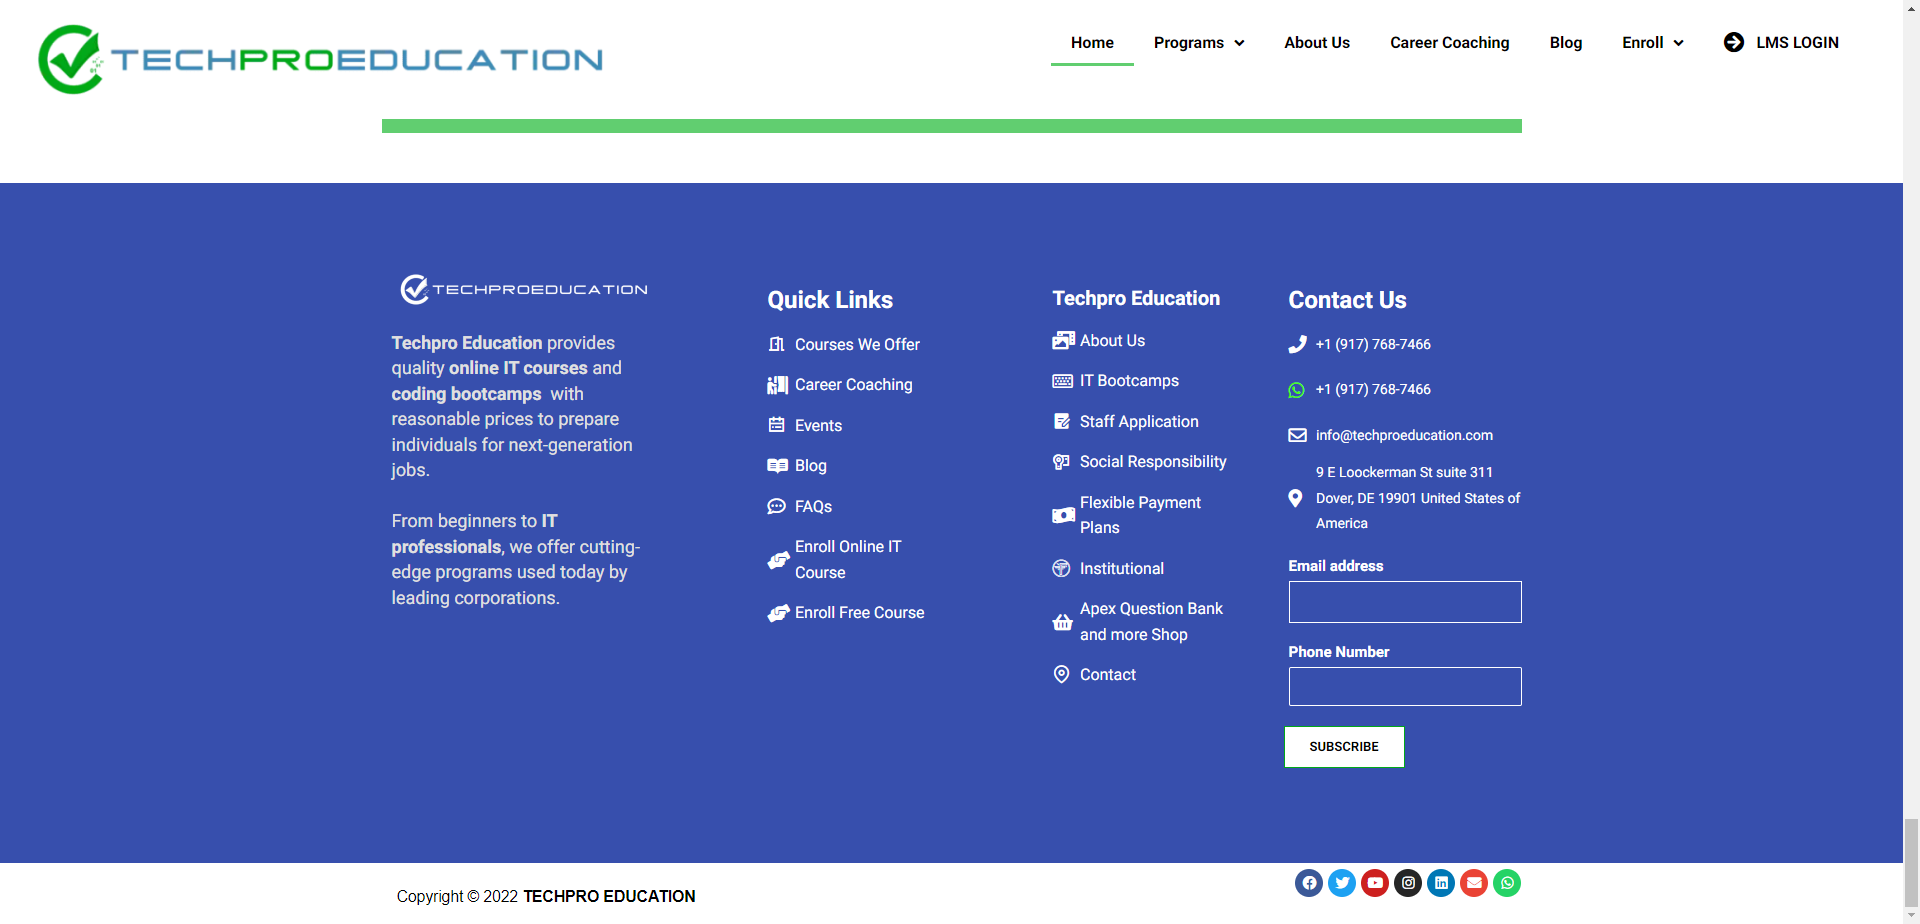 TECHPROEDUCATION
Home
Programs
About Us
Career Coaching
Blog
Enroll
LMS LOGIN
TECHPROEDUCATION
Techpro Education provides
quality online IT courses and
coding bootcamps with
reasonable prices to prepare
individuals for next-generation
jobs.
From beginners to IT
professionals, we offer cutting-
edge programs used today by
leading corporations.
Quick Links
Courses We Offer
Career Coaching
Events
Blog
FAQs
Enroll Online IT
Course
Enroll Free Course
Techpro Education
About Us
IT Bootcamps
Staff Application
Social Responsibility
Flexible Payment
Plans
Institutional
Apex Question Bank
and more Shop
Contact
Contact Us
+1 (917) 768-7466
+1 (917) 768-7466
info@techproeducation.com
9 E Loockerman St suite 311
Dover, DE 19901 United States of
America
Email address
Phone Number
SUBSCRIBE
Copyright © 2022 TECHPRO EDUCATION